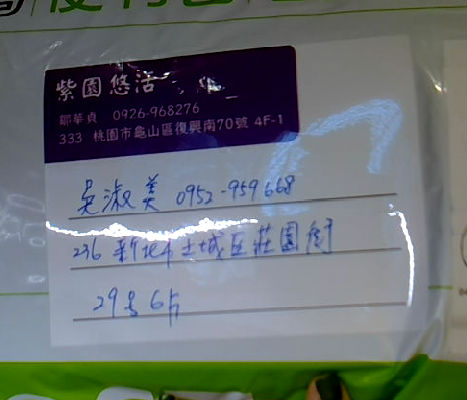 紫園悠活
鄒華貞 0926-968276
333 桃園市龜山區復興南70號 4F-1
吳淑美 0952-959668
236 新北市土城区莊園街
29号6片